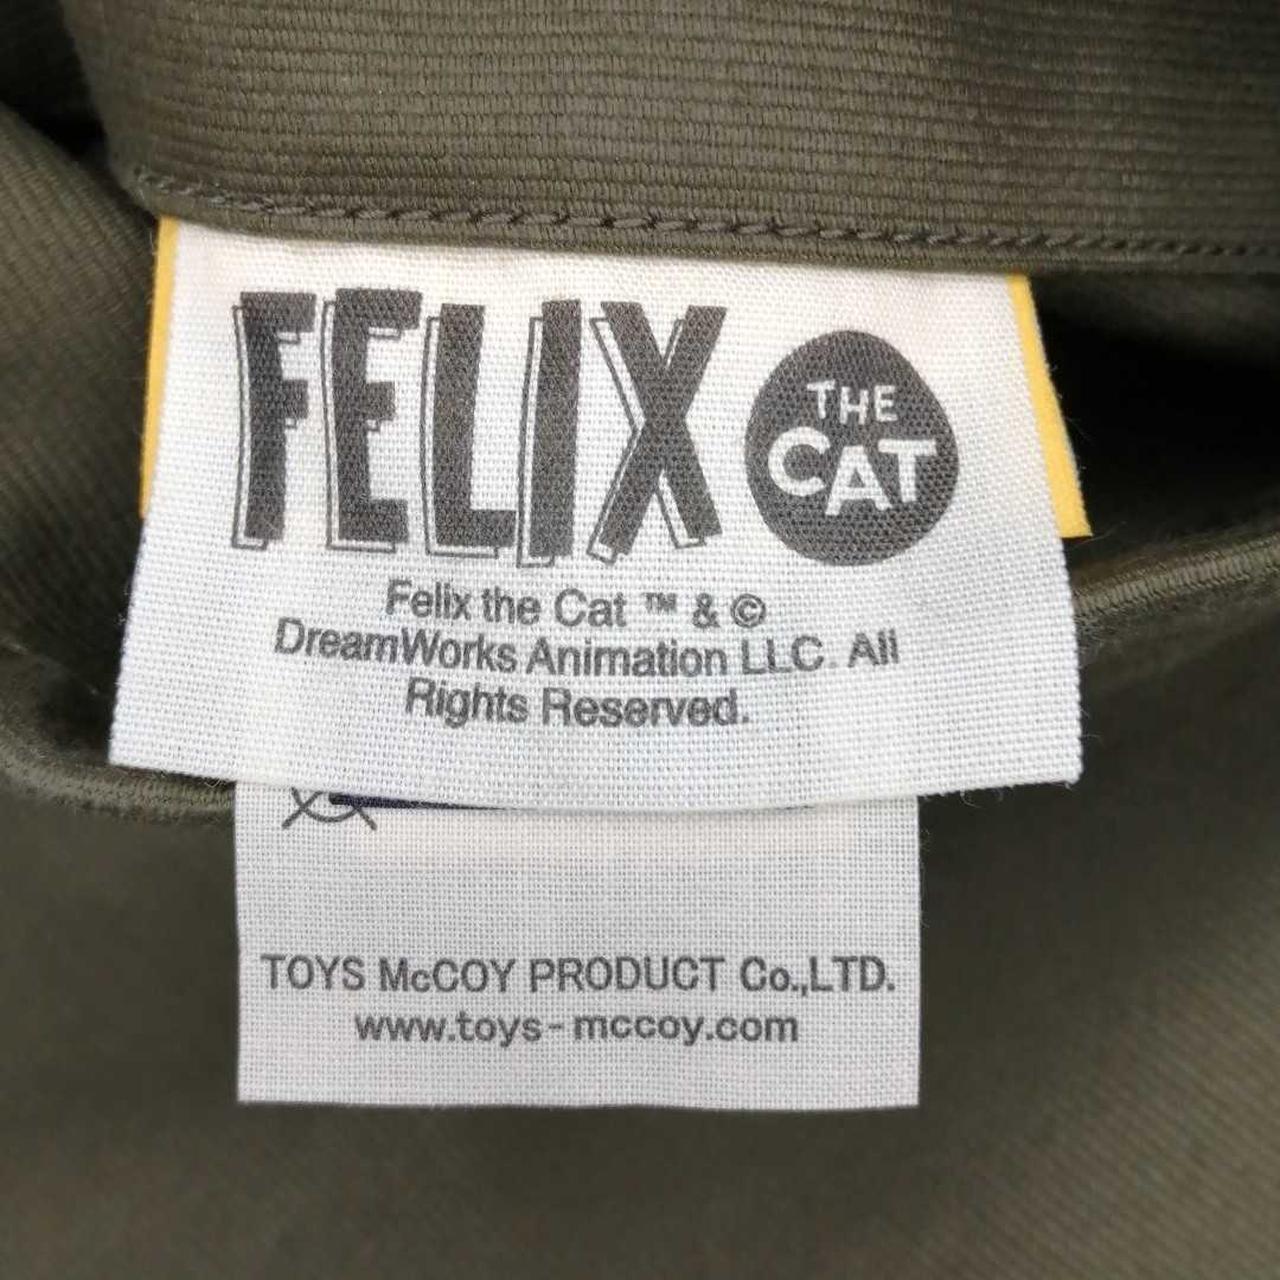 FELIX THE CAT
Felix the Cat ™ & ©
DreamWorks Animation LLC. All
Rights Reserved.
TOYS McCOY PRODUCT Co.,LTD.
www.toys-mccoy.com